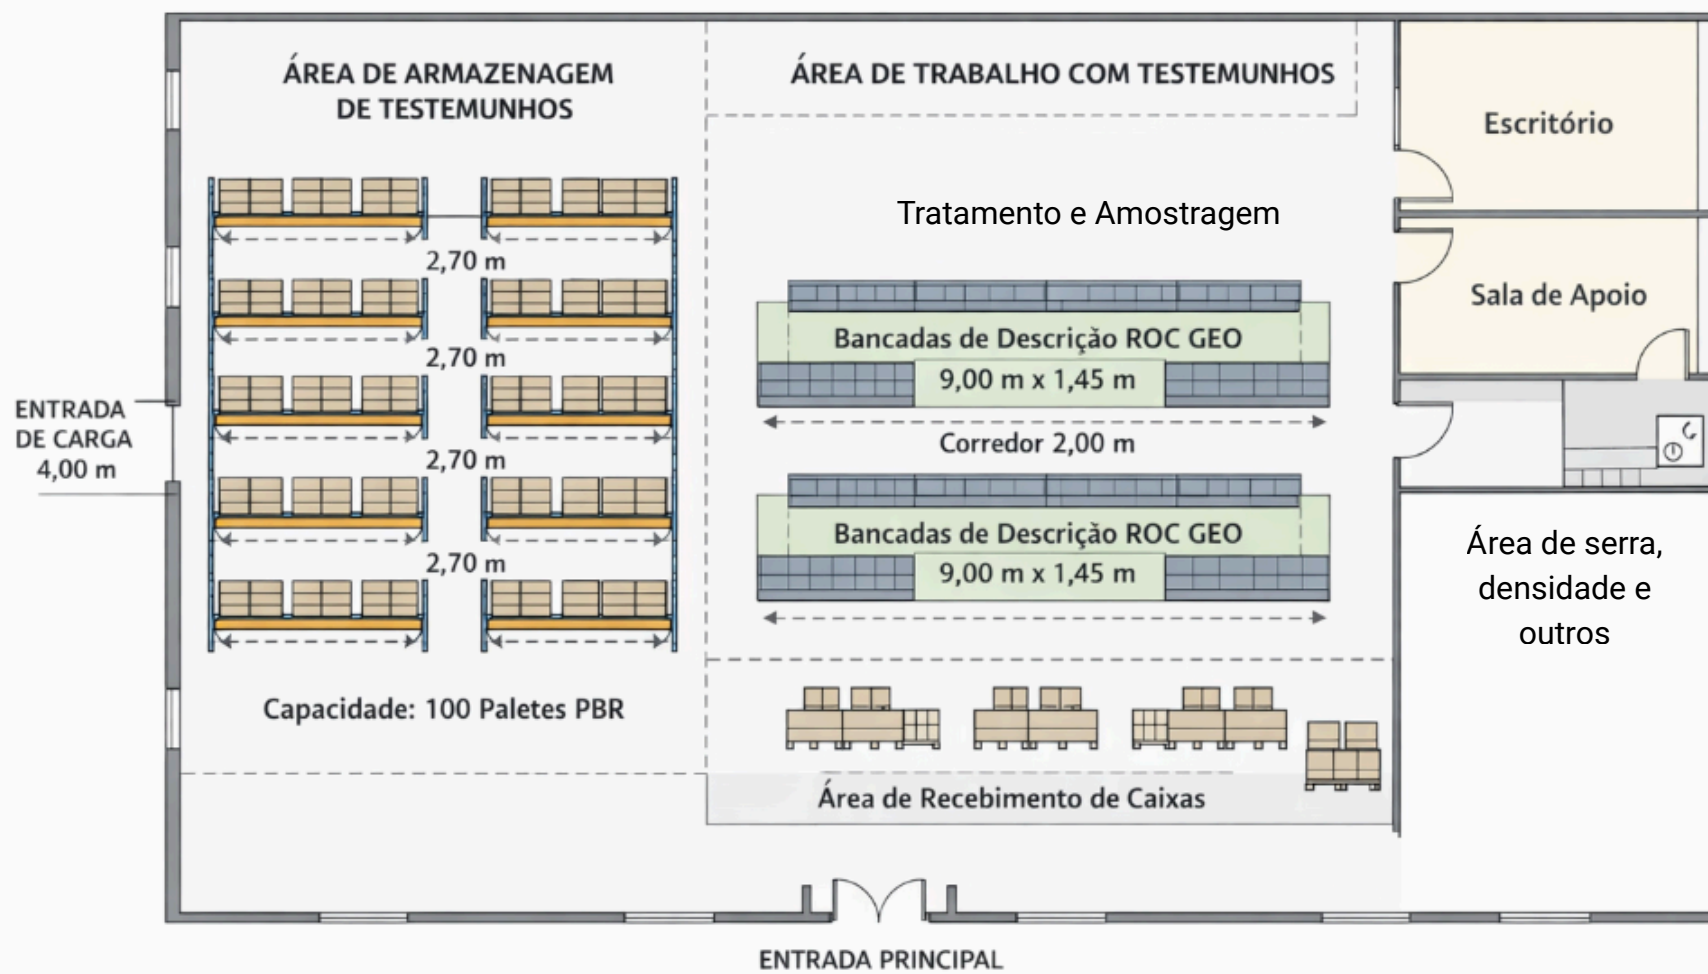 ÁREA DE ARMAZENAGEM
DE TESTEMUNHOS
ÁREA DE TRABALHO COM TESTEMUNHOS
Escritório
Tratamento e Amostragem
2,70 m
Sala de Apoio
Bancadas de Descrição ROC GEO
9,00 m x 1,45 m
2,70 m
ENTRADA
DE CARGA
4,00 m
Corredor 2,00 m
2,70 m
Bancadas de Descrição ROC GEO
9,00 m x 1,45 m
2,70 m
Área de serra,
densidade e
outros
Capacidade: 100 Paletes PBR
Área de Recebimento de Caixas
ENTRADA PRINCIPAL